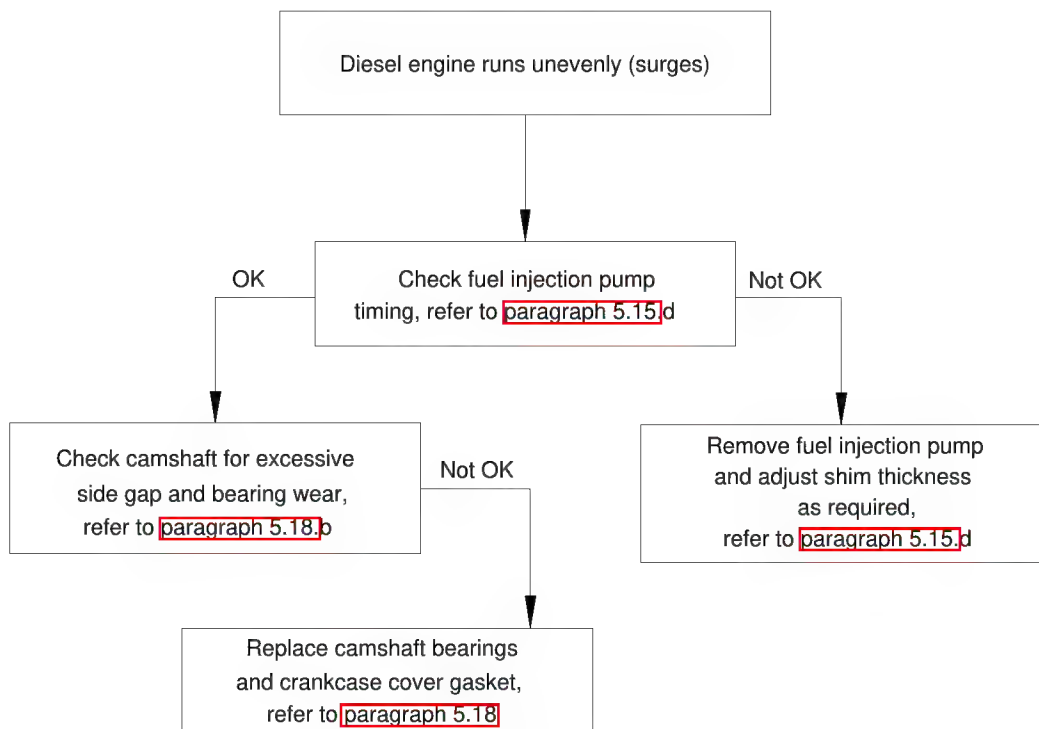 Diesel engine runs unevenly (surges)
OK
Check fuel injection pump
timing, refer to paragraph 5.15.d
Not OK
Check camshaft for excessive
side gap and bearing wear,
refer to paragraph 5.18.b
Not OK
Remove fuel injection pump
and adjust shim thickness
as required,
refer to paragraph 5.15.d
Replace camshaft bearings
and crankcase cover gasket,
refer to paragraph 5.18